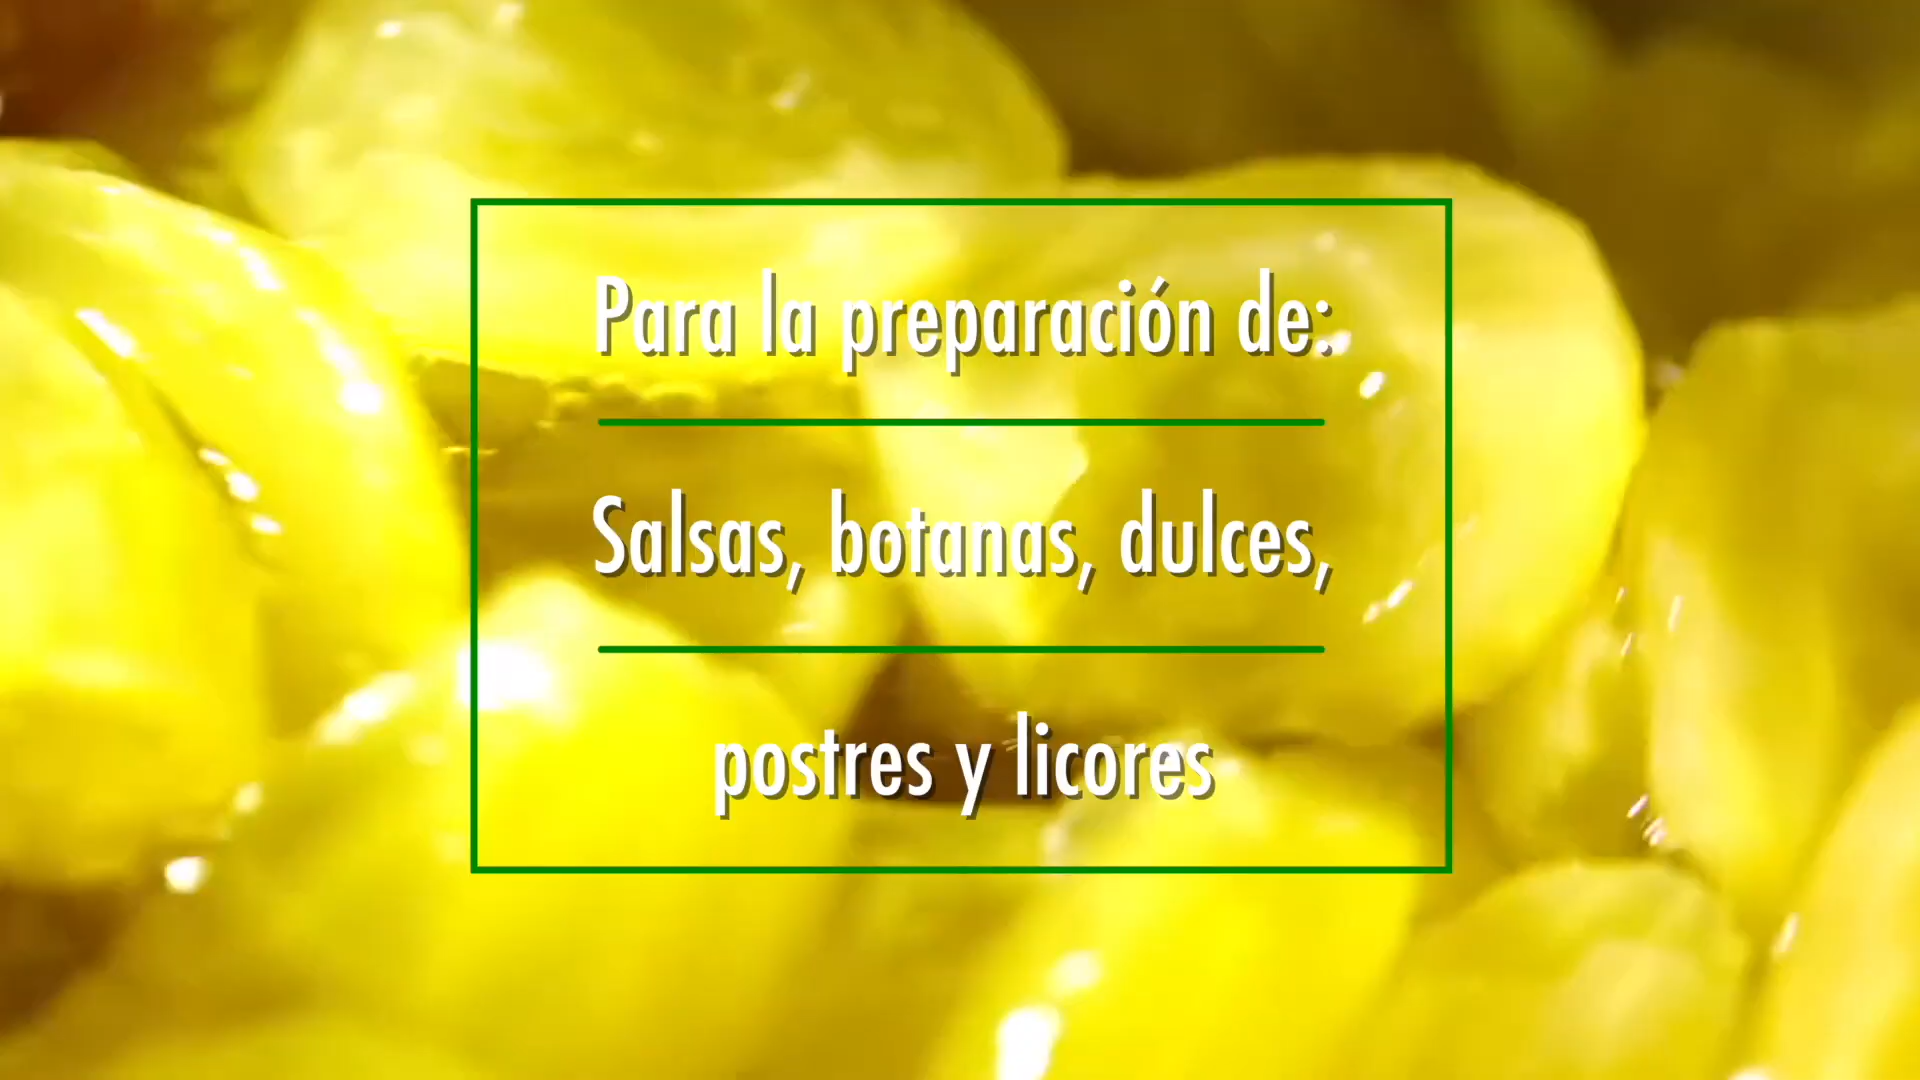 Para la preparación de:
Salsas, botanas, dulces,
postres y licores